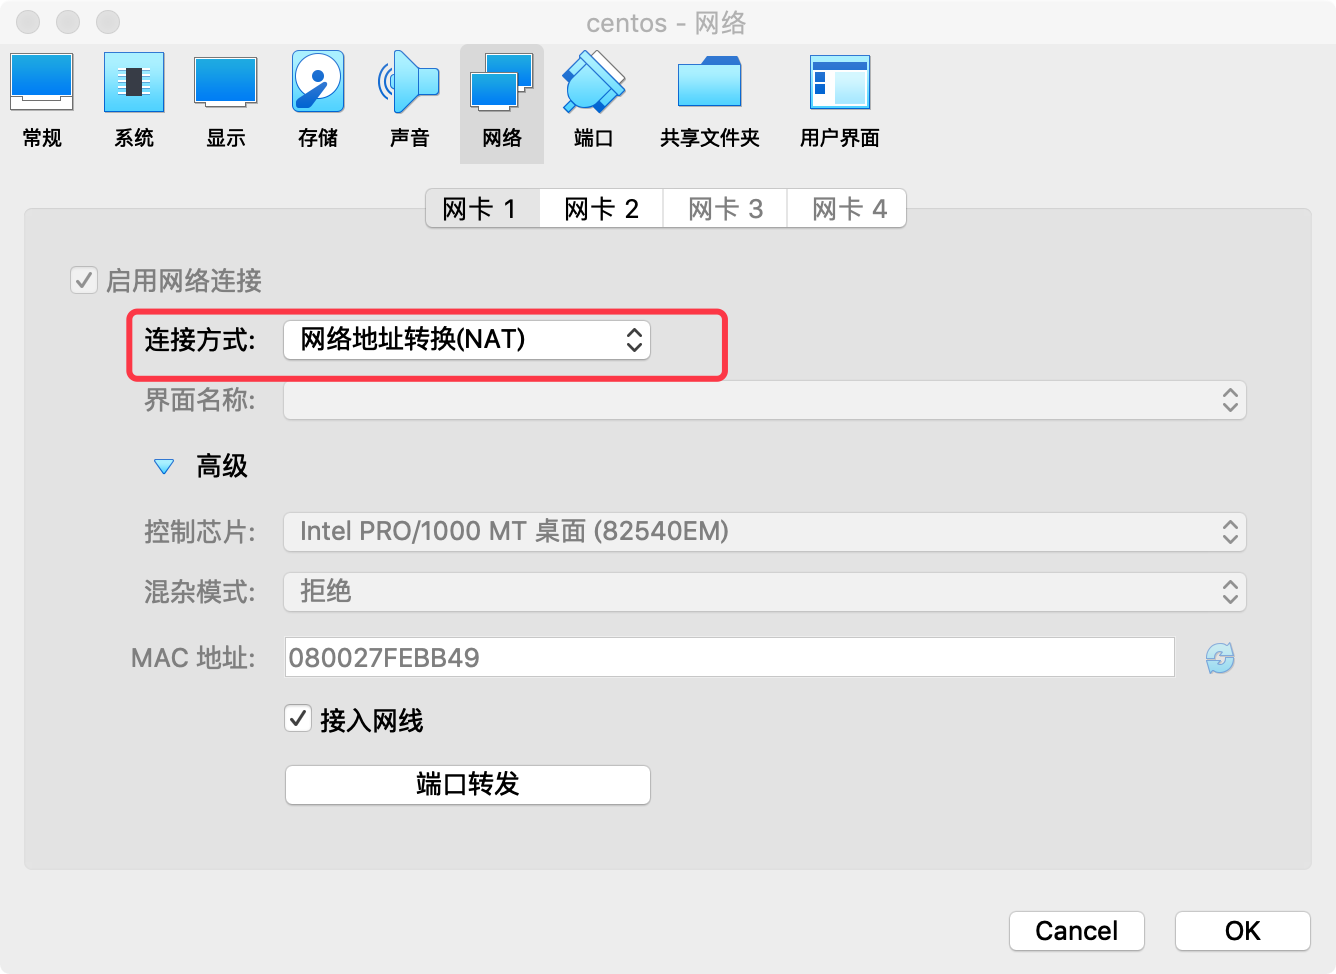 centos - 网络
常规 系统 显示 存储 声音 网络 端口 共享文件夹 用户界面
网卡 1 网卡 2 网卡 3 网卡 4
启用网络连接
连接方式: 网络地址转换(NAT)
界面名称:
高级
控制芯片: Intel PRO/1000 MT 桌面 (82540EM)
混杂模式: 拒绝
MAC 地址: 080027FEBB49
接入网线
端口转发
Cancel OK